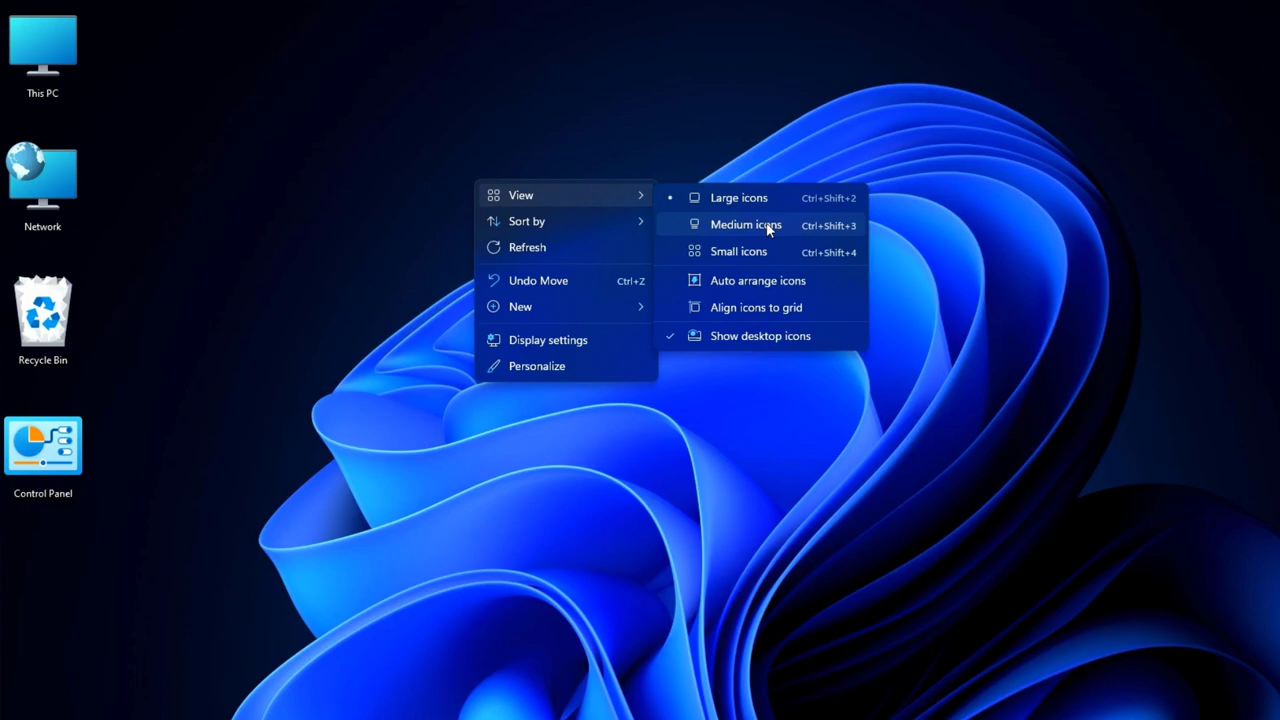 This PC
Network
Recycle Bin
Control Panel
View
Sort by
Refresh
Undo Move Ctrl+Z
New
Display settings
Personalize
Large icons Ctrl+Shift+2
Medium icons Ctrl+Shift+3
Small icons Ctrl+Shift+4
Auto arrange icons
Align icons to grid
Show desktop icons